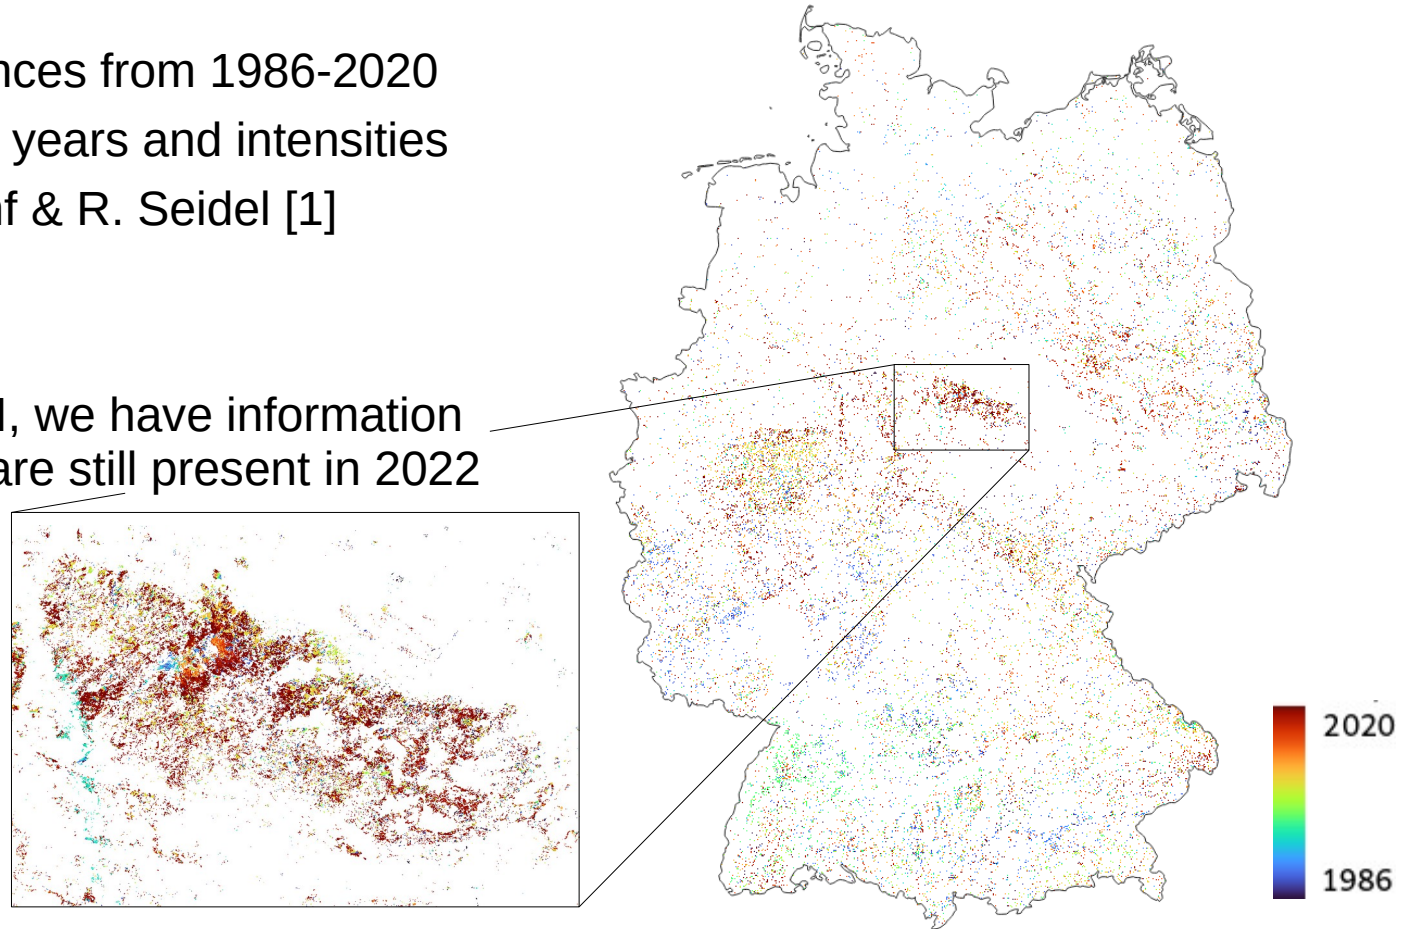 nces from 1986-2020
years and intensities
f & R. Seidel [1]
, we have information
are still present in 2022
2020
1986